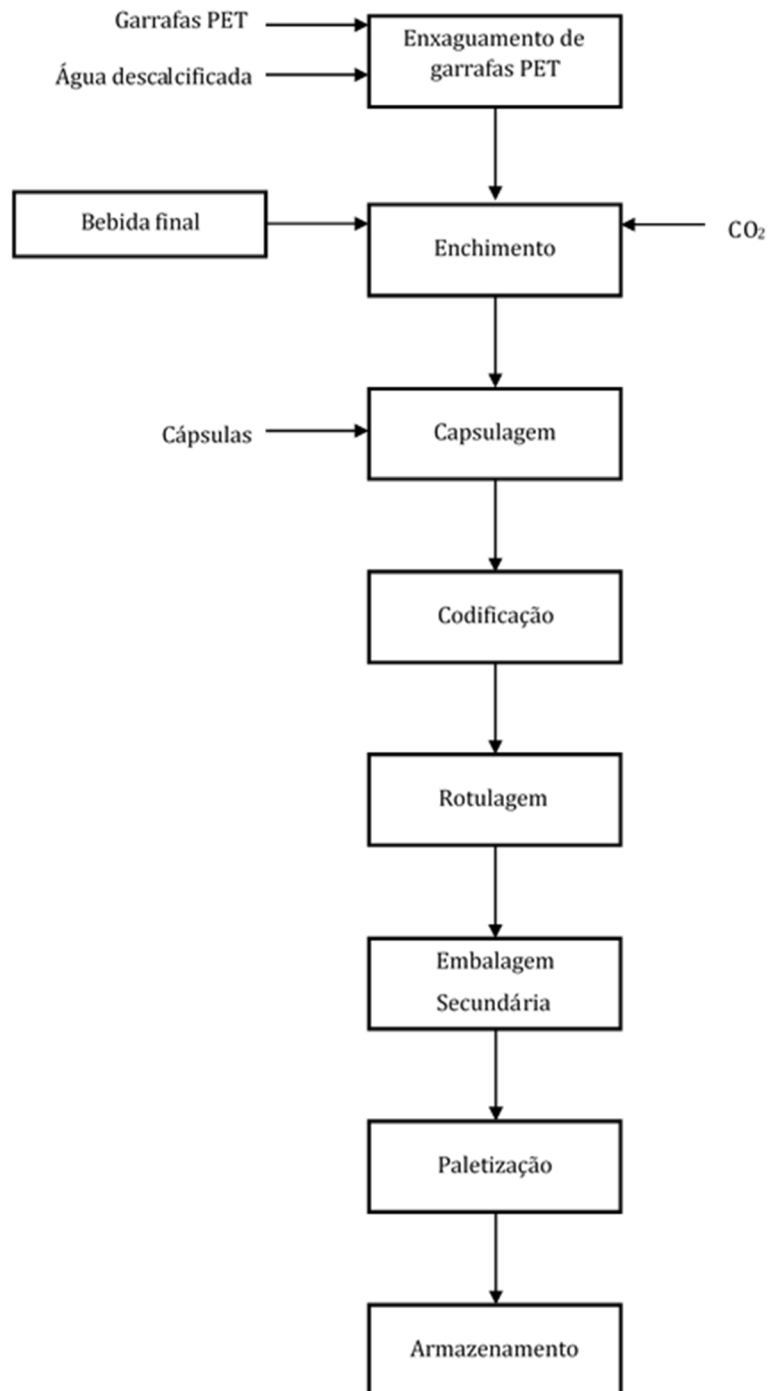 Garrafas PET
Enxaguamento de
garrafas PET
Água descalcificada
Bebida final
Enchimento
CO₂
Cápsulas
Capsulagem
Codificação
Rotulagem
Embalagem
Secundária
Paletização
Armazenamento